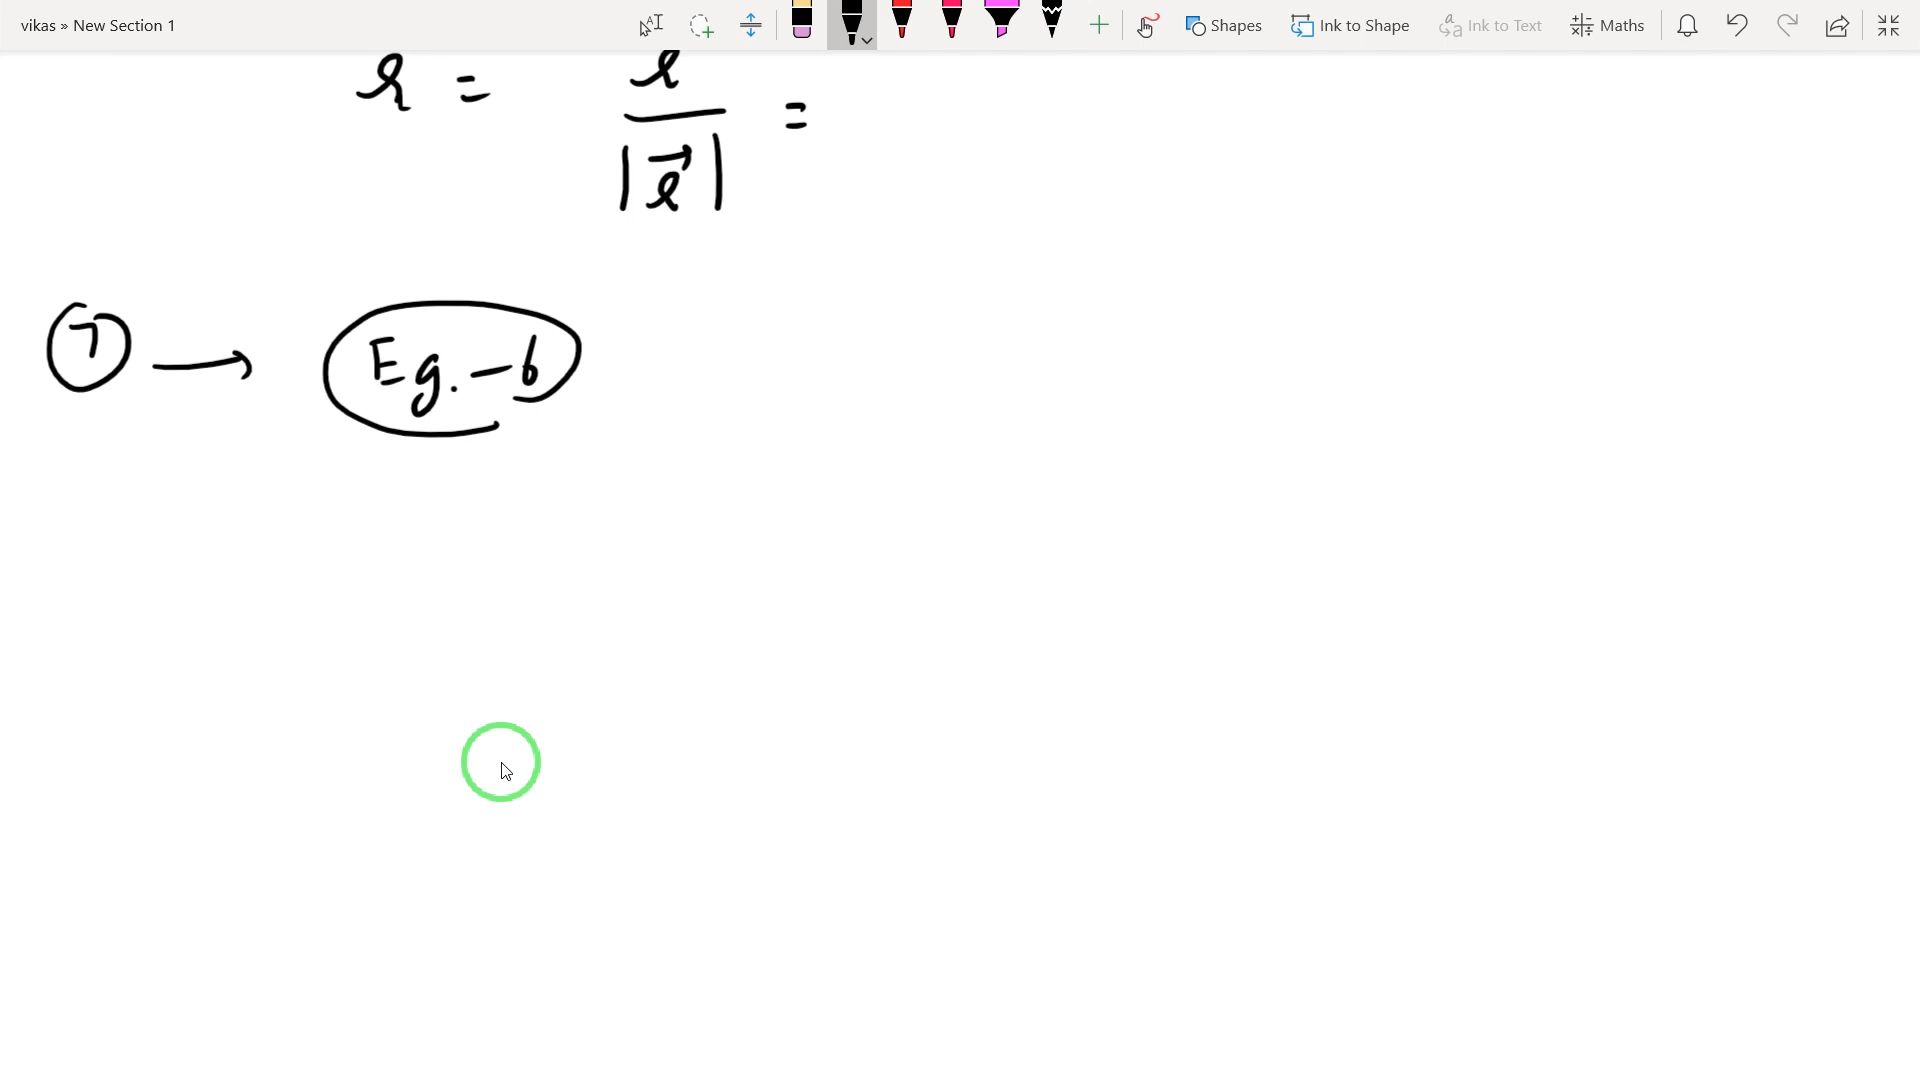 vikas » New Section 1
Shapes
Ink to Shape
Ink to Text
Maths
r =
r
=
|r⃗|
7 → Eg.-6